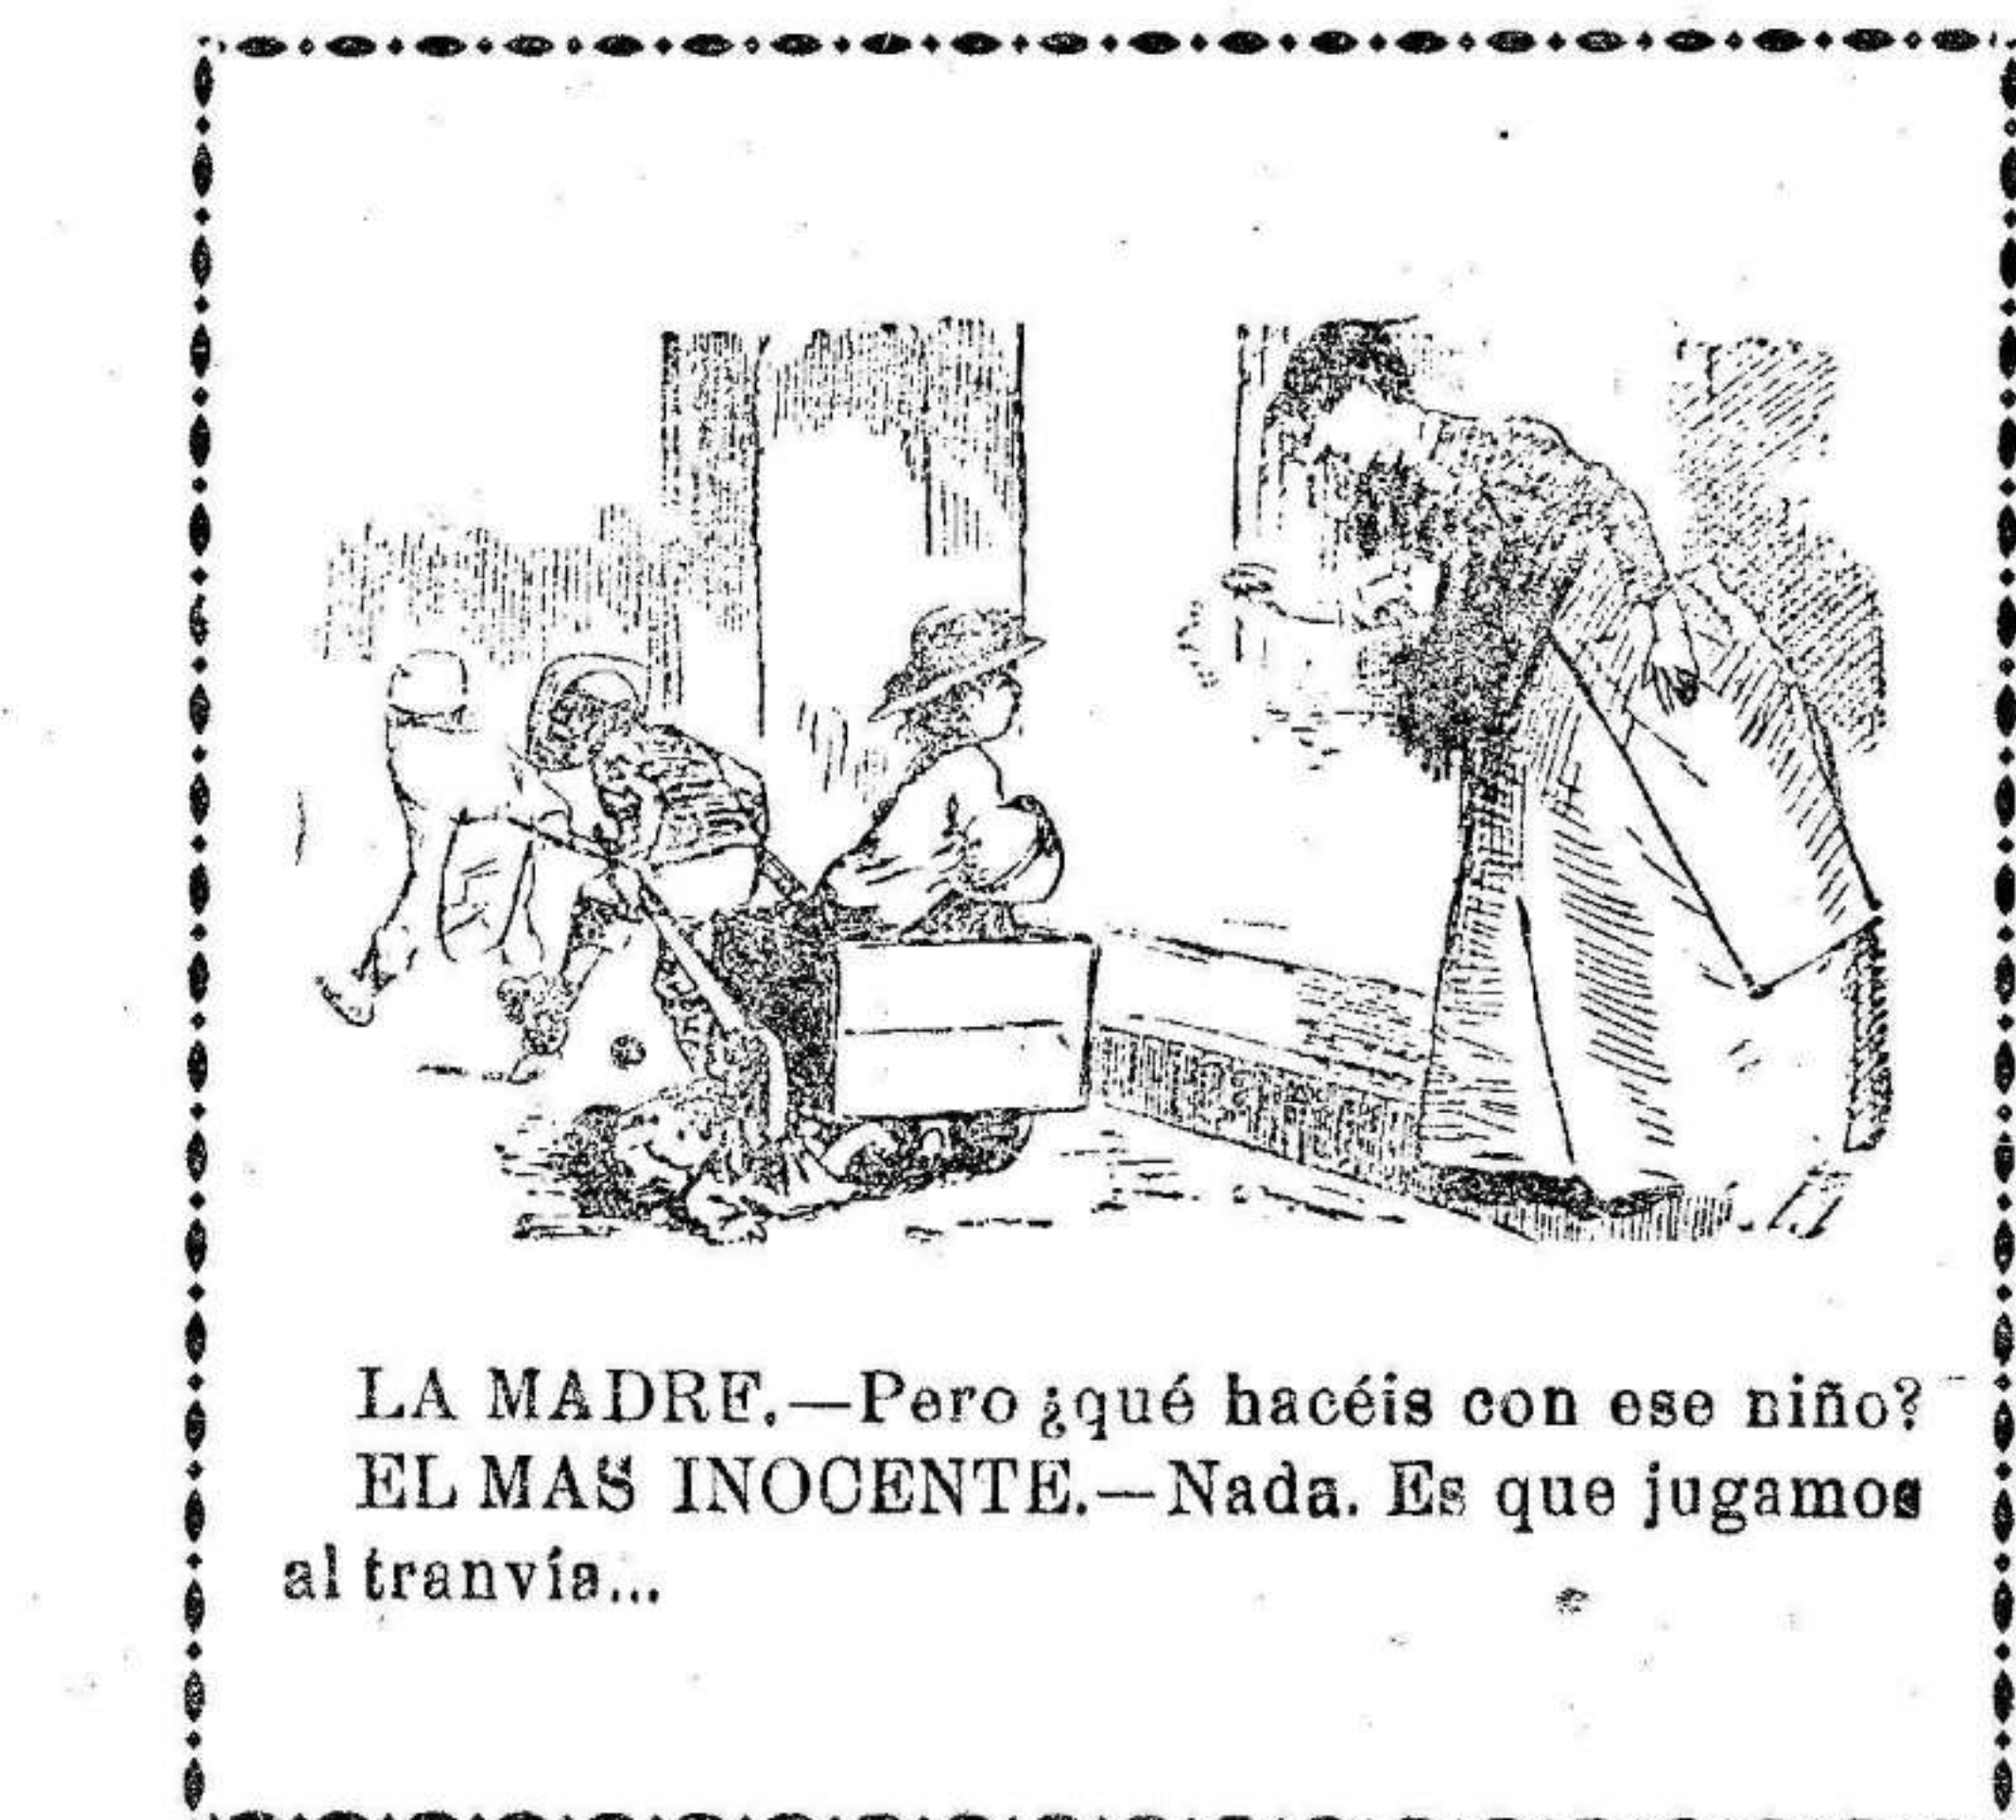 LA MADRE.—Pero ¿qué hacéis con ese niño?
EL MAS INOCENTE.—Nada. Es que jugamos
al tranvía...